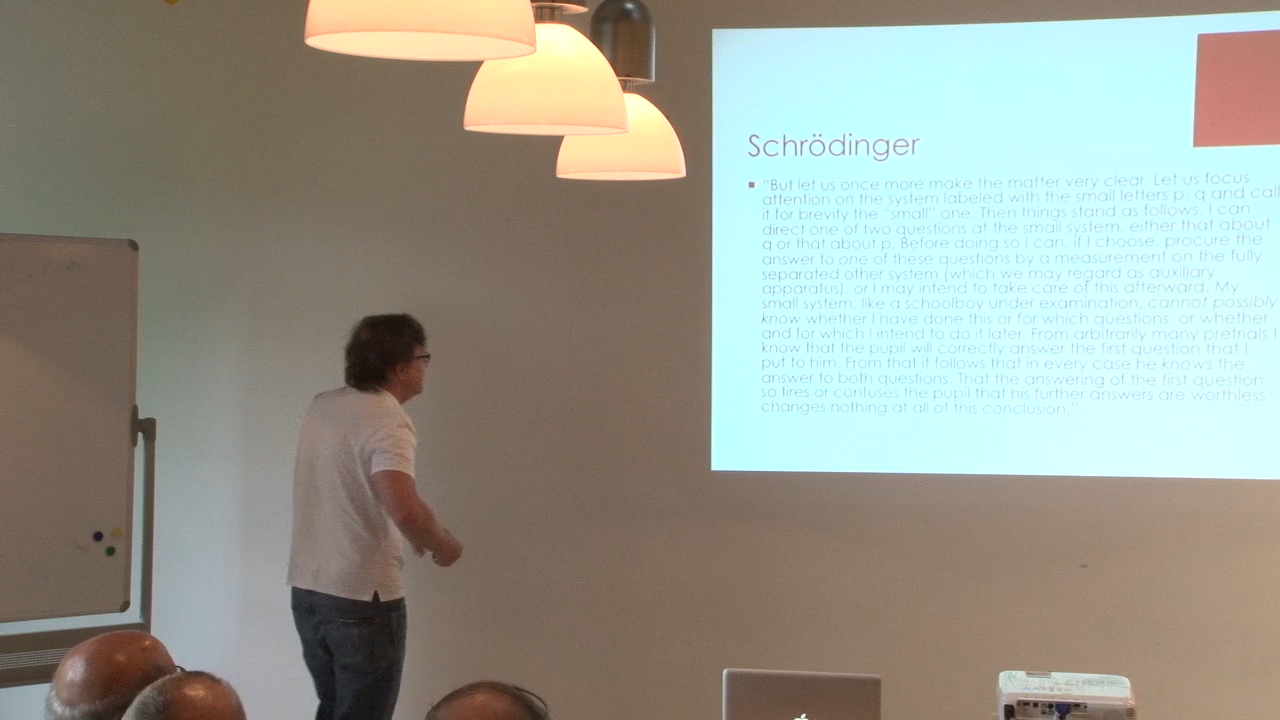 Schrödinger
"But let us once more make the matter very clear. Let us focus
attention on the system labeled with the small letters p, q and call
it for brevity the "small" one. Then things stand as follows. I can
direct one of two questions at the small system, either that about
q or that about p. Before doing so I can, if I choose, procure the
answer to one of these questions by a measurement on the fully
separated other system (which we may regard as auxiliary
apparatus), or I may intend to take care of this afterward. My
small system, like a schoolboy under examination, cannot possibly
know whether I have done this or for which questions, or whether
and for which I intend to do it later. From arbitrarily many pretrials I
know that the pupil will correctly answer the first question that I
put to him. From that it follows that in every case he knows the
answer to both questions. That the answering of the first question
so tires or confuses the pupil that his further answers are worthless
changes nothing at all of this conclusion."